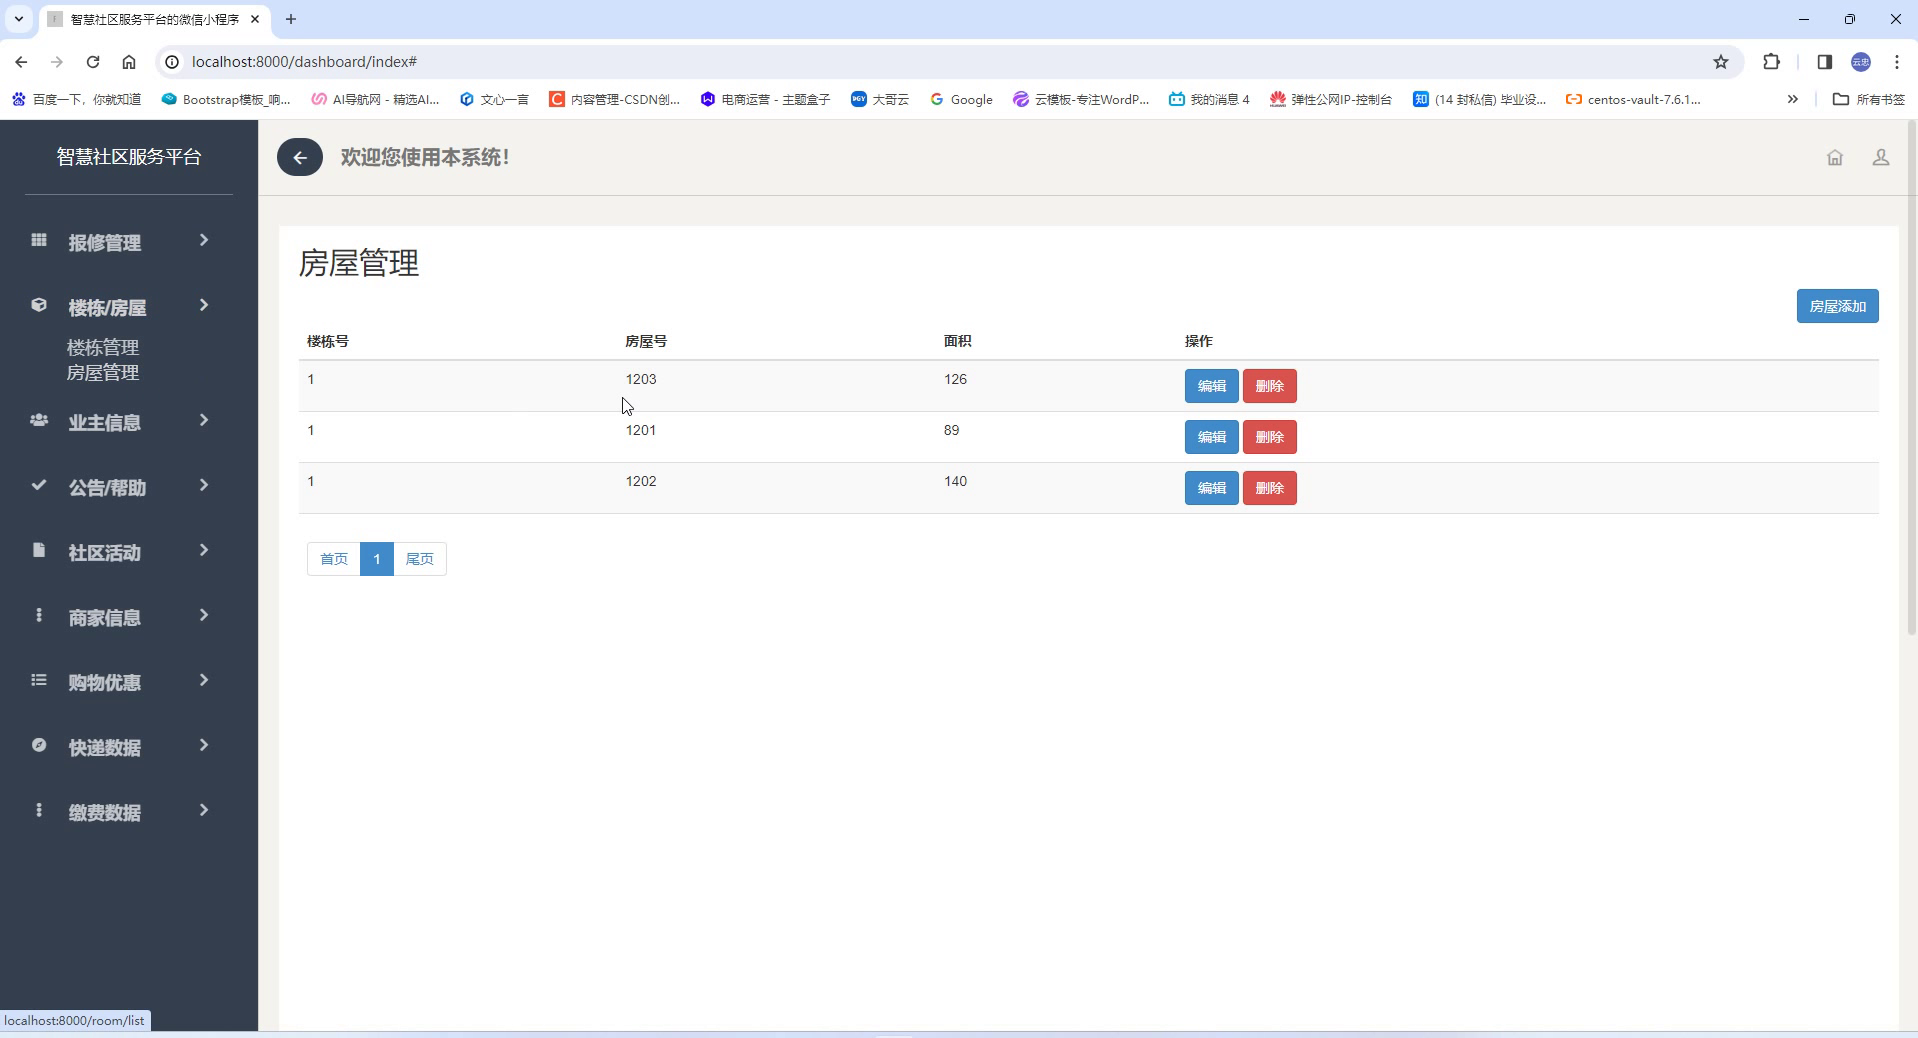 智慧社区服务平台的微信小程序
localhost:8000/dashboard/index#
百度一下，你就知道 Bootstrap模板_响... AI导航网 - 精选AI... 文心一言 内容管理-CSDN创... 电商运营 - 主题盒子 大哥云 Google 云模板-专注WordP... 我的消息 4 弹性公网IP-控制台 (14 封私信) 毕业设... centos-vault-7.6.1... 所有书签
智慧社区服务平台
欢迎您使用本系统！
报修管理
楼栋/房屋
楼栋管理
房屋管理
业主信息
公告/帮助
社区活动
商家信息
购物优惠
快递数据
缴费数据
房屋管理
房屋添加
楼栋号 房屋号 面积 操作
1 1203 126 编辑 删除
1 1201 89 编辑 删除
1 1202 140 编辑 删除
首页 1 尾页
localhost:8000/room/list